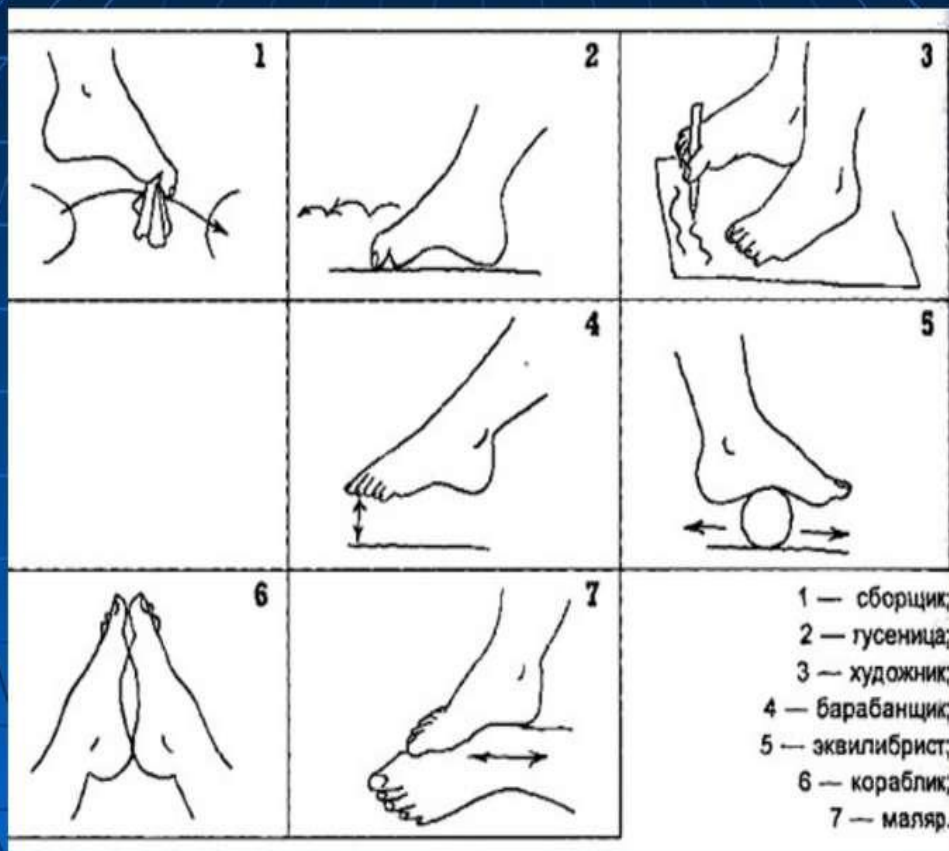 1
2
3
4
5
6
7
1 — сборщик;
2 — гусеница;
3 — художник;
4 — барабанщик;
5 — эквилибрист;
6 — кораблик;
7 — маляр.